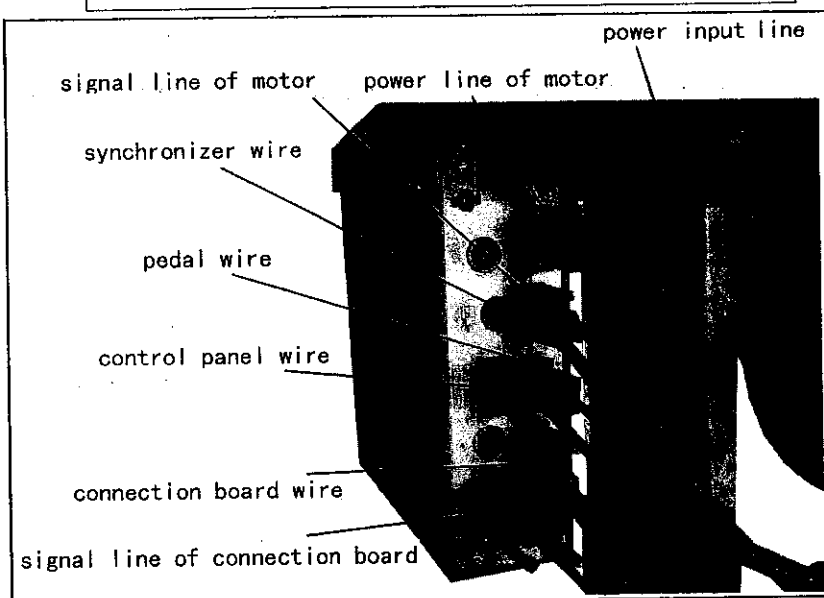 power input line
signal line of motor power line of motor
synchronizer wire
pedal wire
control panel wire
connection board wire
signal line of connection board